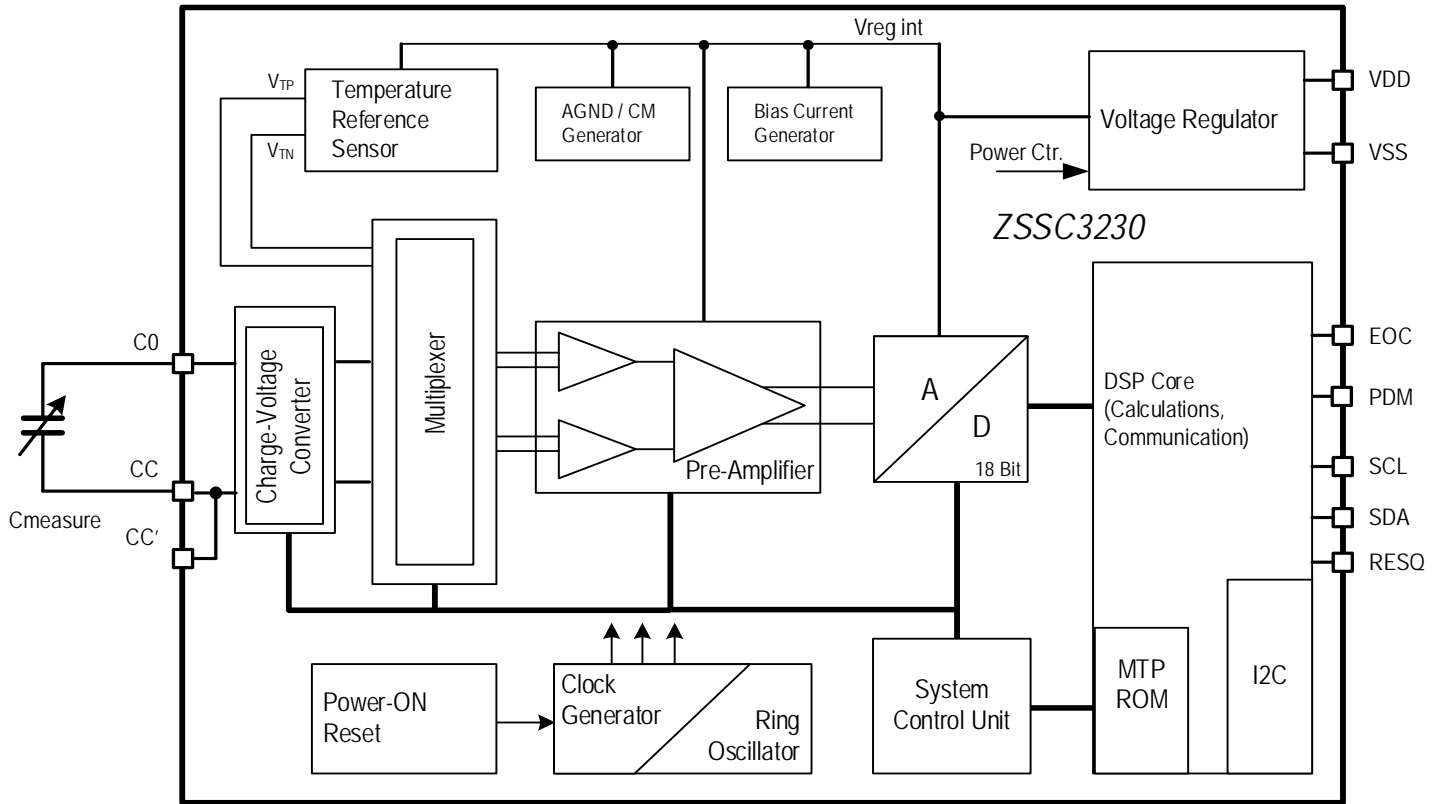 Vreg int
VTP
VTN
Temperature
Reference
Sensor
AGND / CM
Generator
Bias Current
Generator
Voltage Regulator
Power Ctr.
VDD
VSS
ZSSC3230
C0
CC
CC'
Cmeasure
Charge-Voltage
Converter
Multiplexer
Pre-Amplifier
A
D
18 Bit
DSP Core
(Calculations,
Communication)
EOC
PDM
SCL
SDA
RESQ
Power-ON
Reset
Clock
Generator
Ring
Oscillator
System
Control Unit
MTP
ROM
I2C